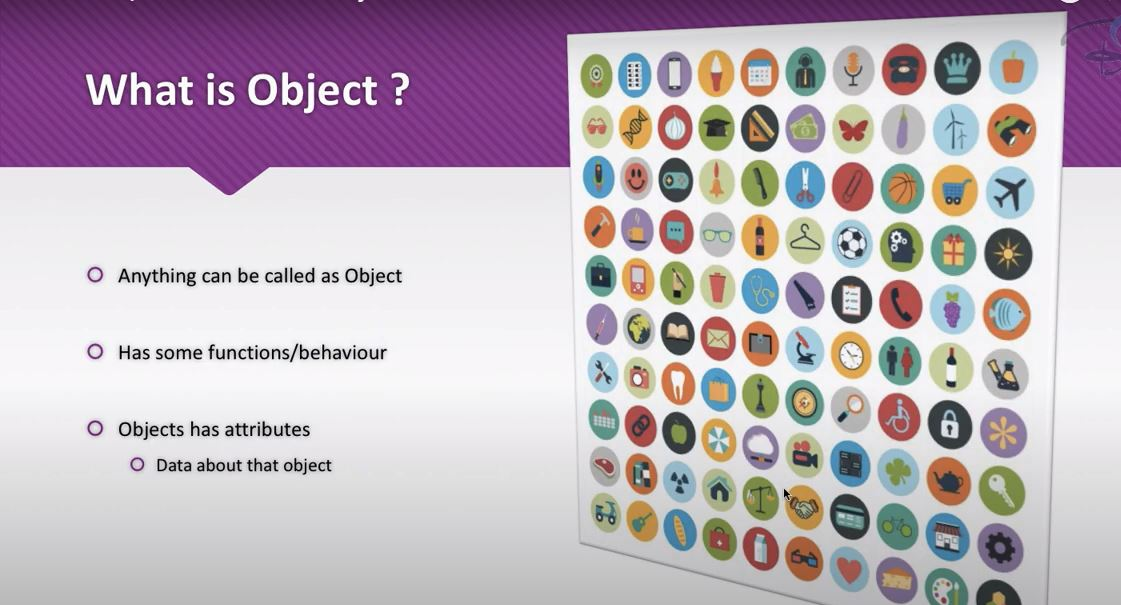 What is Object ?
Anything can be called as Object
Has some functions/behaviour
Objects has attributes
Data about that object